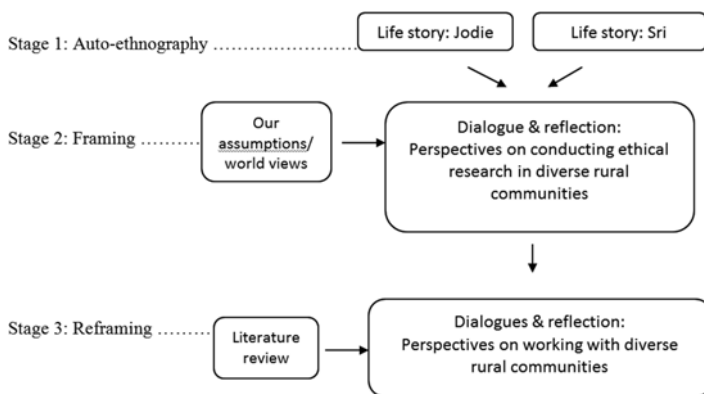 Stage 1: Auto-ethnography ......................
Life story: Jodie
Life story: Sri
Stage 2: Framing ..............
Our
assumptions/
world views
Dialogue & reflection:
Perspectives on conducting ethical
research in diverse rural
communities
Stage 3: Reframing ............
Literature
review
Dialogues & reflection:
Perspectives on working with diverse
rural communities